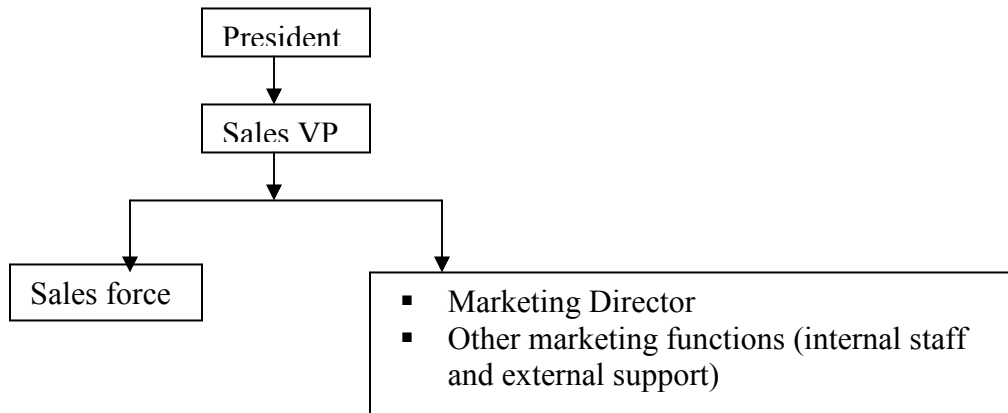 President
Sales VP
Sales force
▪ Marketing Director
▪ Other marketing functions (internal staff
and external support)